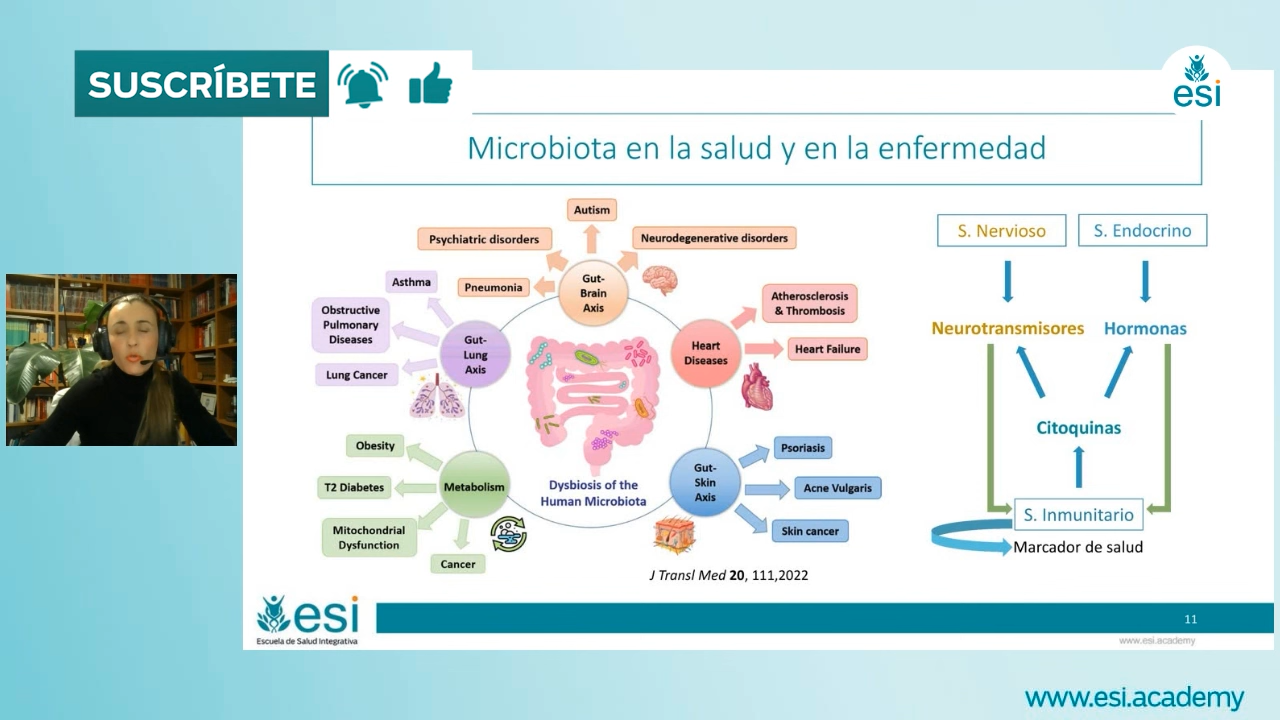 SUSCRÍBETE
esi
Microbiota en la salud y en la enfermedad
Autism
Psychiatric disorders
Neurodegenerative disorders
Pneumonia
Gut-
Brain
Axis
Asthma
Obstructive
Pulmonary
Diseases
Lung Cancer
Gut-
Lung
Axis
Heart
Diseases
Atherosclerosis
& Thrombosis
Heart Failure
Obesity
T2 Diabetes
Mitochondrial
Dysfunction
Cancer
Metabolism
Dysbiosis of the
Human Microbiota
Gut-
Skin
Axis
Psoriasis
Acne Vulgaris
Skin cancer
J Transl Med 20, 111,2022
S. Nervioso
S. Endocrino
Neurotransmisores
Hormonas
Citoquinas
S. Inmunitario
Marcador de salud
esi
Escuela de Salud Integrativa
11
www.esi.academy
www.esi.academy